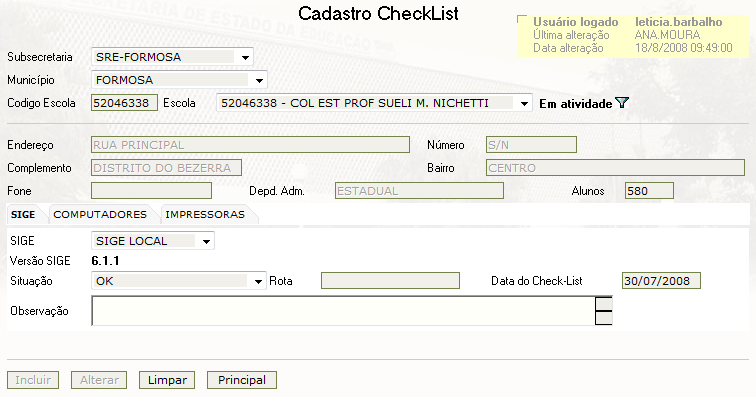 Cadastro CheckList
Usuário logado leticia.barbalho
Última alteração ANA.MOURA
Data alteração 18/8/2008 09:49:00
Subsecretaria SRE-FORMOSA
Município FORMOSA
Codigo Escola 52046338 Escola 52046338 - COL EST PROF SUELI M. NICHETTI Em atividade
Endereço RUA PRINCIPAL Número S/N
Complemento DISTRITO DO BEZERRA Bairro CENTRO
Fone Depd. Adm. ESTADUAL Alunos 580
SIGE COMPUTADORES IMPRESSORAS
SIGE SIGE LOCAL
Versão SIGE 6.1.1
Situação OK Rota Data do Check-List 30/07/2008
Observação
Incluir Alterar Limpar Principal